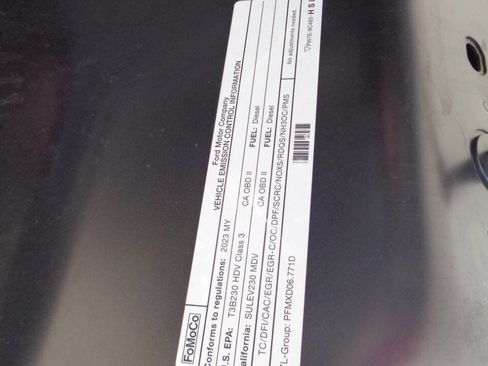 FoMoCo
Ford Motor Company
VEHICLE EMISSION CONTROL INFORMATION
Conforms to regulations: 2023 MY
U.S. EPA: T3B230 HDV Class 3 CA OBD II FUEL: Diesel
California: SULEV230 MDV CA OBD II FUEL: Diesel
TC/DFI/CAC/EGR/EGR-C/OC/DPF/SCRC/NOXS/RDQS/NH3OC/PMS
No adjustments needed.
VL-Group: PFMXD06.771D